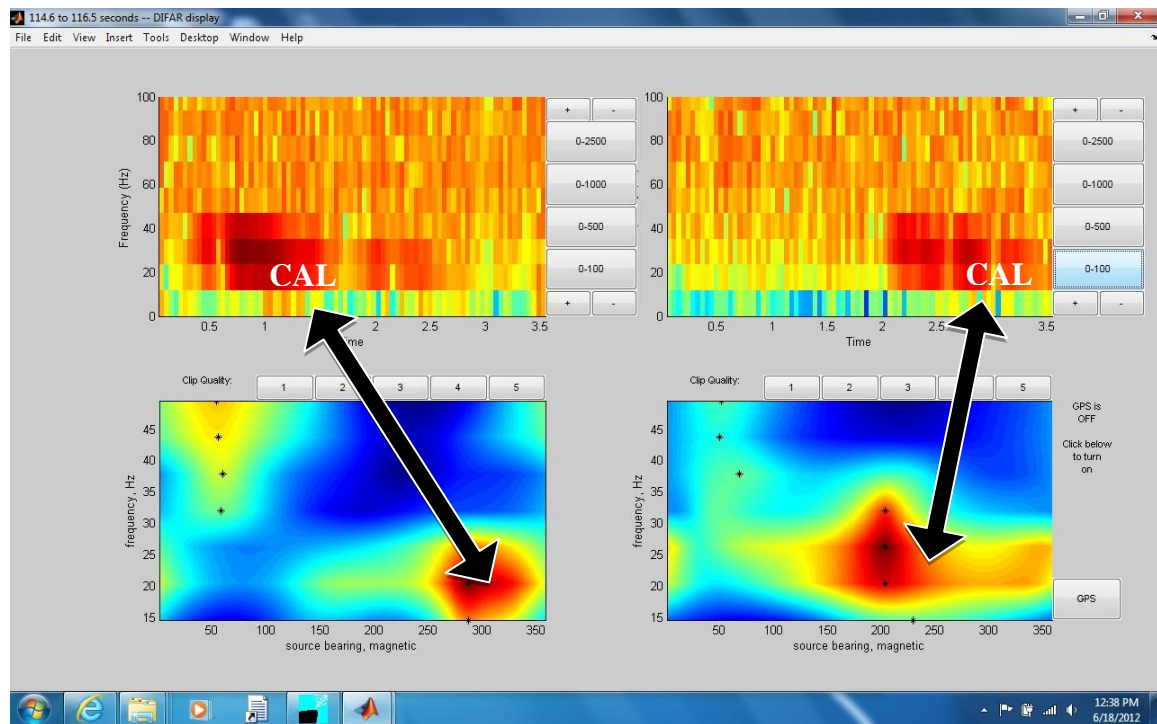 114.6 to 116.5 seconds -- DIFAR display
File Edit View Insert Tools Desktop Window Help
100
80
60
40
20
0
Frequency (Hz)
CAL
0.5 1 2 2.5 3 3.5
+ -
0-2500
0-1000
0-500
0-100
+ -
100
80
60
40
20
0
CAL
0.5 1 1.5 2 2.5 3.5
Time
+ -
0-2500
0-1000
0-500
0-100
+ -
Clip Quality: 1 2 3 4 5
45
40
35
30
25
20
15
frequency, Hz
50 100 150 200 250 300 350
source bearing, magnetic
Clip Quality: 1 2 3 5
45
40
35
30
25
20
15
frequency, Hz
50 100 150 200 250 300 350
source bearing, magnetic
GPS is
OFF
Click below
to turn
on
GPS
12:38 PM
6/18/2012